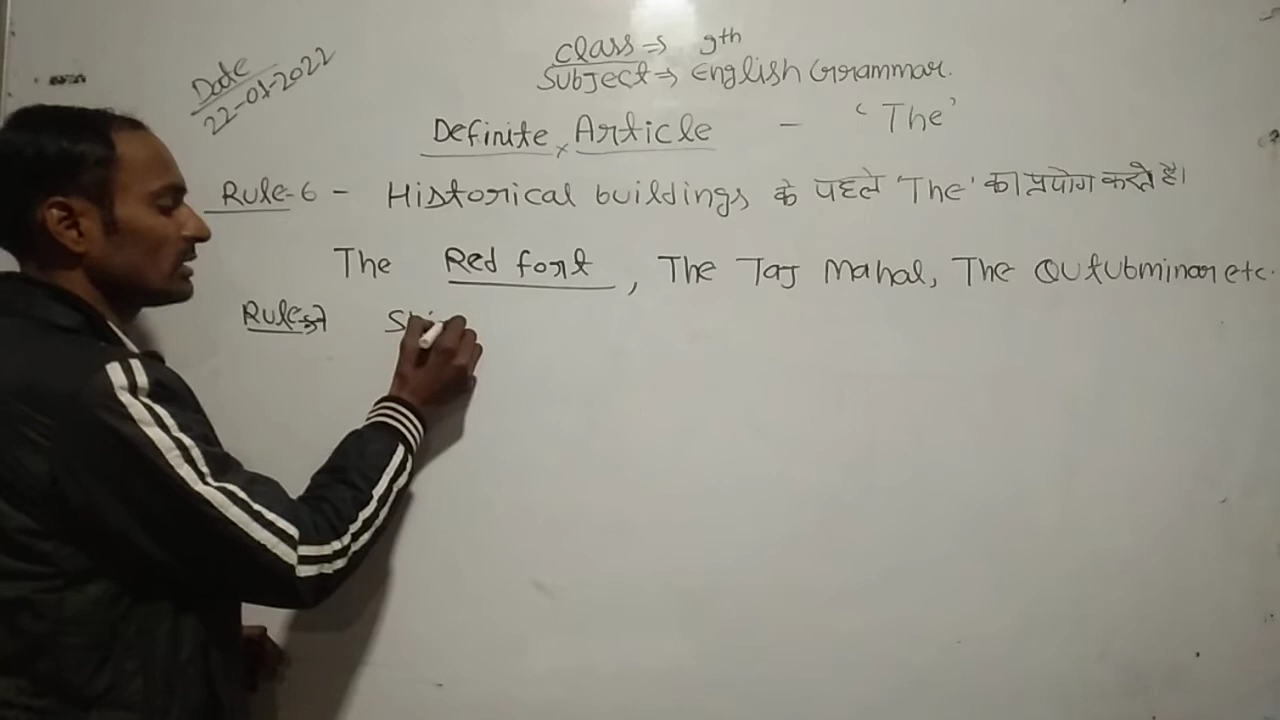 Date
22-01-2022
Class ⇒ 9th
Subject ⇒ English Grammar.
Definite Article - 'The'
Rule-6 - Historical buildings के पहले 'The' का प्रयोग करते है।
The Red fort, The Taj Mahal, The Qutubminar etc.
Rule-7